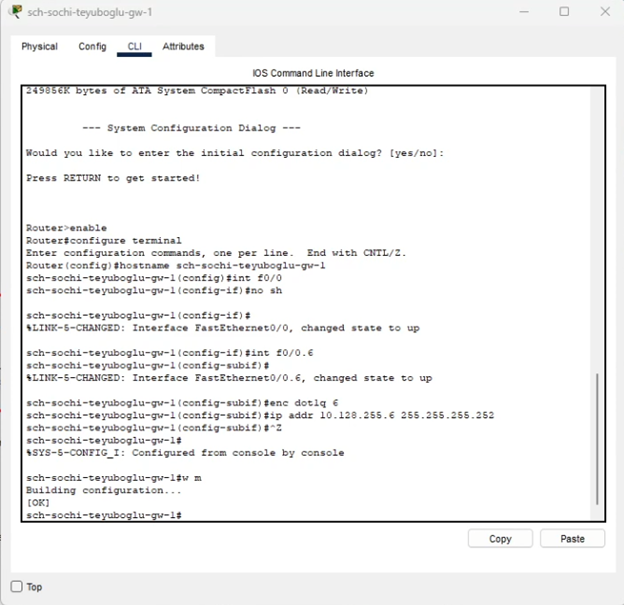 sch-sochi-teyuboglu-gw-1
Physical Config CLI Attributes
IOS Command Line Interface
249856K bytes of ATA System CompactFlash 0 (Read/Write)
--- System Configuration Dialog ---
Would you like to enter the initial configuration dialog? [yes/no]:
Press RETURN to get started!
Router>enable
Router#configure terminal
Enter configuration commands, one per line. End with CNTL/Z.
Router(config)#hostname sch-sochi-teyuboglu-gw-1
sch-sochi-teyuboglu-gw-1(config)#int f0/0
sch-sochi-teyuboglu-gw-1(config-if)#no sh
sch-sochi-teyuboglu-gw-1(config-if)#
%LINK-5-CHANGED: Interface FastEthernet0/0, changed state to up
sch-sochi-teyuboglu-gw-1(config-if)#int f0/0.6
sch-sochi-teyuboglu-gw-1(config-subif)#
%LINK-5-CHANGED: Interface FastEthernet0/0.6, changed state to up
sch-sochi-teyuboglu-gw-1(config-subif)#enc dot1q 6
sch-sochi-teyuboglu-gw-1(config-subif)#ip addr 10.128.255.6 255.255.255.252
sch-sochi-teyuboglu-gw-1(config-subif)#^Z
sch-sochi-teyuboglu-gw-1#
%SYS-5-CONFIG_I: Configured from console by console
sch-sochi-teyuboglu-gw-1#w m
Building configuration...
[OK]
sch-sochi-teyuboglu-gw-1#
Copy Paste
Top